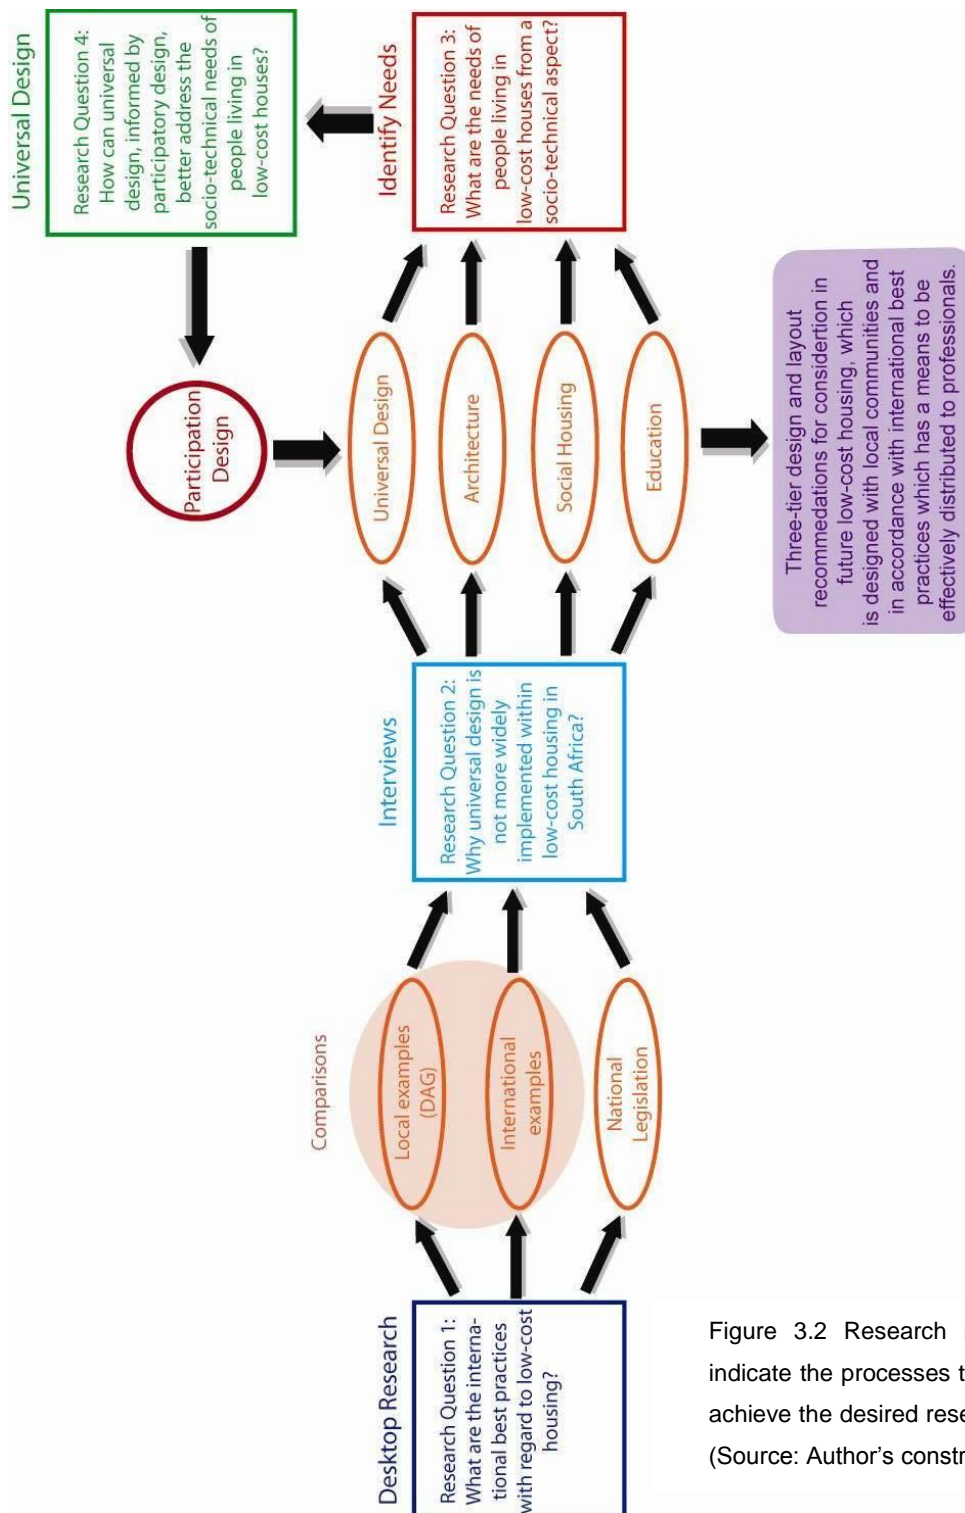 Desktop Research
Research Question 1:
What are the interna-
tional best practices
with regard to low-cost
housing?
Comparisons
Local examples
(DAG)
International
examples
National
Legislation
Interviews
Research Question 2:
Why universal design is
not more widely
implemented within
low-cost housing in
South Africa?
Participation
Design
Universal Design
Architecture
Social Housing
Education
Identify Needs
Research Question 3:
What are the needs of
people living in
low-cost houses from a
socio-technical aspect?
Universal Design
Research Question 4:
How can universal
design, informed by
participatory design,
better address the
socio-technical needs of
people living in
low-cost houses?
Three-tier design and layout
recommedations for considertion in
future low-cost housing, which
is designed with local communities and
in accordance with international best
practices which has a means to be
effectively distributed to professionals.
Figure 3.2 Research
indicate the processes
achieve the desired
(Source: Author's